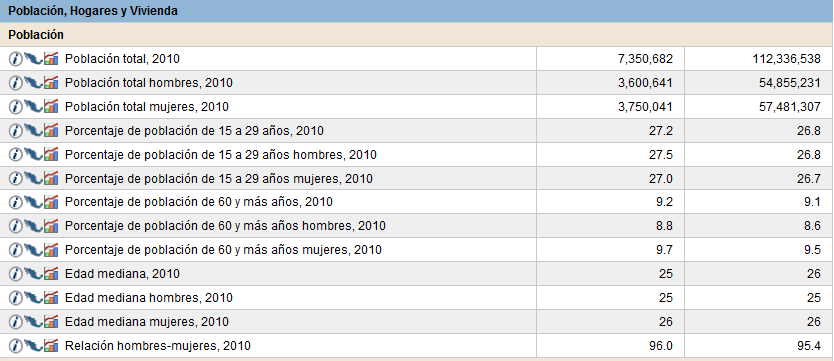 Población, Hogares y Vivienda
Población
Población total, 2010 7,350,682 112,336,538
Población total hombres, 2010 3,600,641 54,855,231
Población total mujeres, 2010 3,750,041 57,481,307
Porcentaje de población de 15 a 29 años, 2010 27.2 26.8
Porcentaje de población de 15 a 29 años hombres, 2010 27.5 26.8
Porcentaje de población de 15 a 29 años mujeres, 2010 27.0 26.7
Porcentaje de población de 60 y más años, 2010 9.2 9.1
Porcentaje de población de 60 y más años hombres, 2010 8.8 8.6
Porcentaje de población de 60 y más años mujeres, 2010 9.7 9.5
Edad mediana, 2010 25 26
Edad mediana hombres, 2010 25 25
Edad mediana mujeres, 2010 26 26
Relación hombres-mujeres, 2010 96.0 95.4